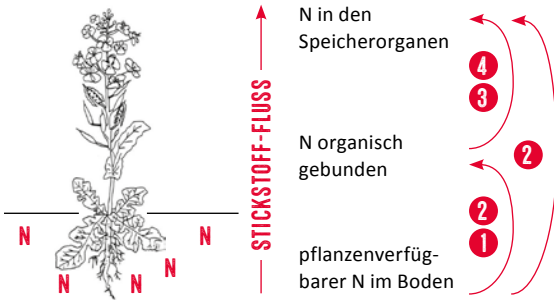 N in den
Speicherorganen
4
3
STICKSTOFF-FLUSS
N organisch
gebunden
2
2
1
N
N
N
N
N
pflanzenverfüg-
barer N im Boden